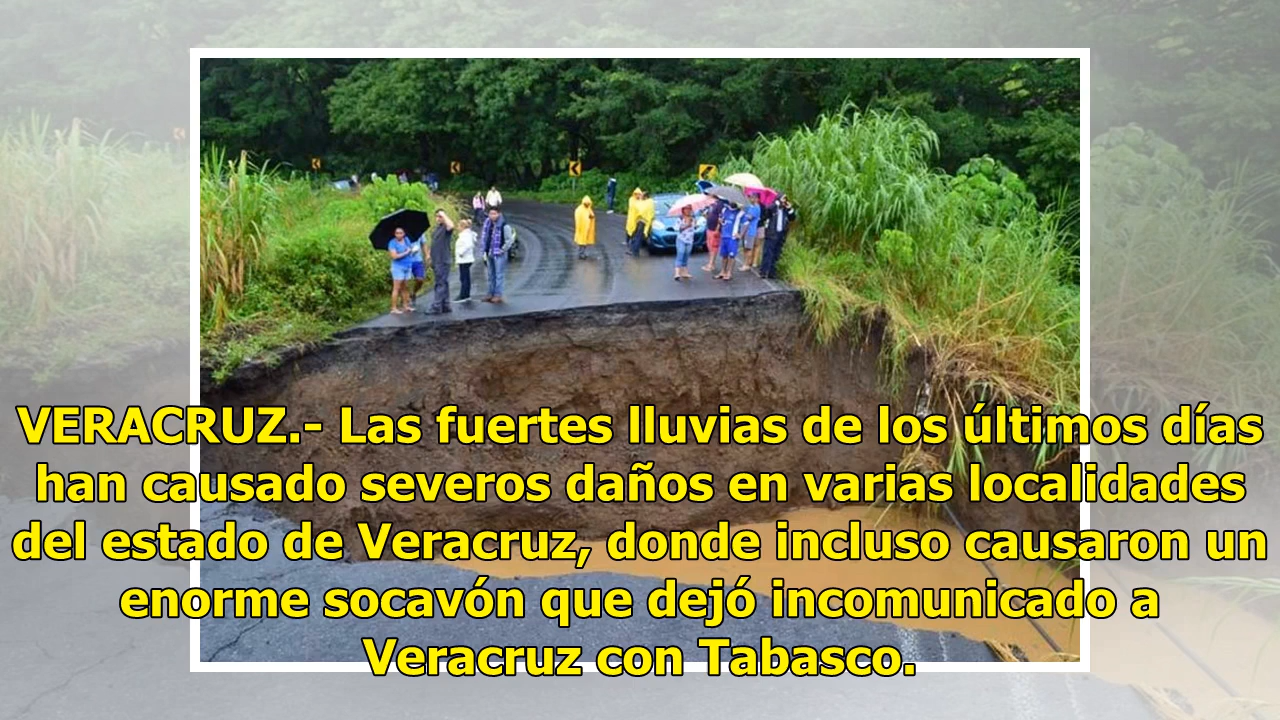 VERACRUZ.- Las fuertes lluvias de los últimos días
han causado severos daños en varias localidades
del estado de Veracruz, donde incluso causaron un
enorme socavón que dejó incomunicado a
Veracruz con Tabasco.